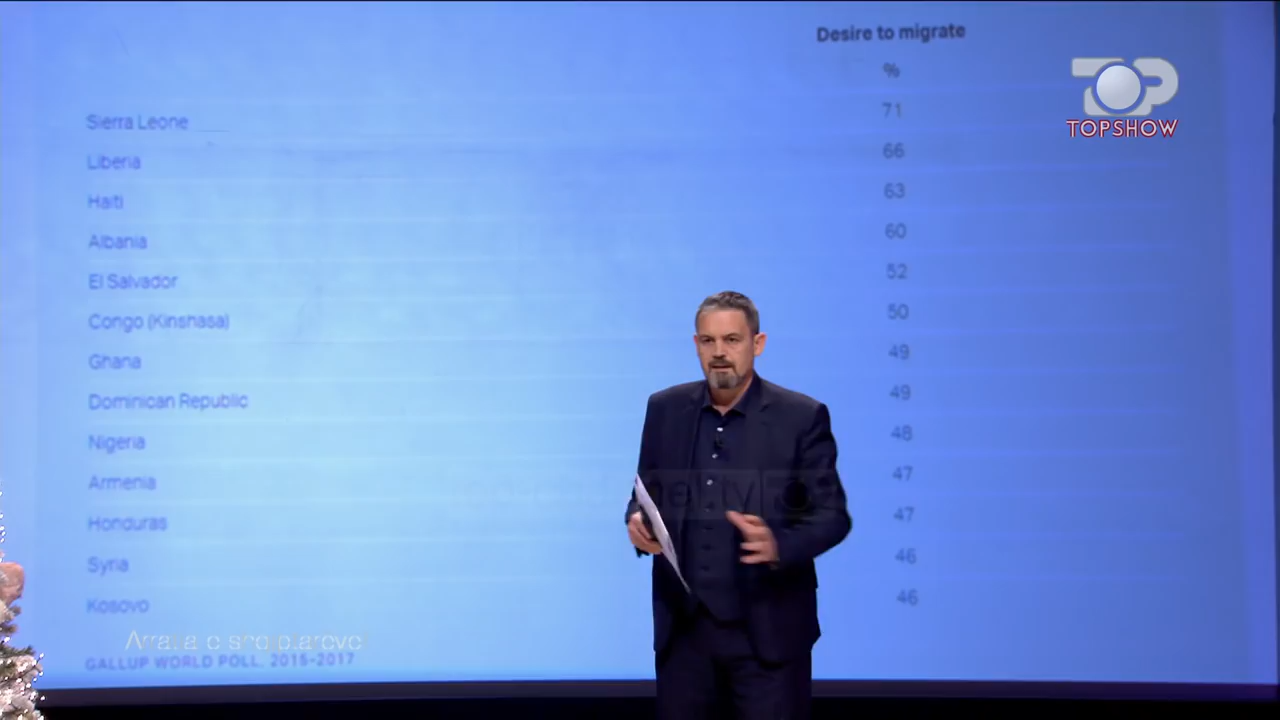 Desire to migrate
%
Sierra Leone 71
Liberia 66
Haiti 63
Albania 60
El Salvador 52
Congo (Kinshasa) 50
Ghana 49
Dominican Republic 49
Nigeria 48
Armenia 47
Honduras 47
Syria 46
Kosovo 46
GALLUP WORLD POLL, 2015-2017
TOP
TOPSHOW